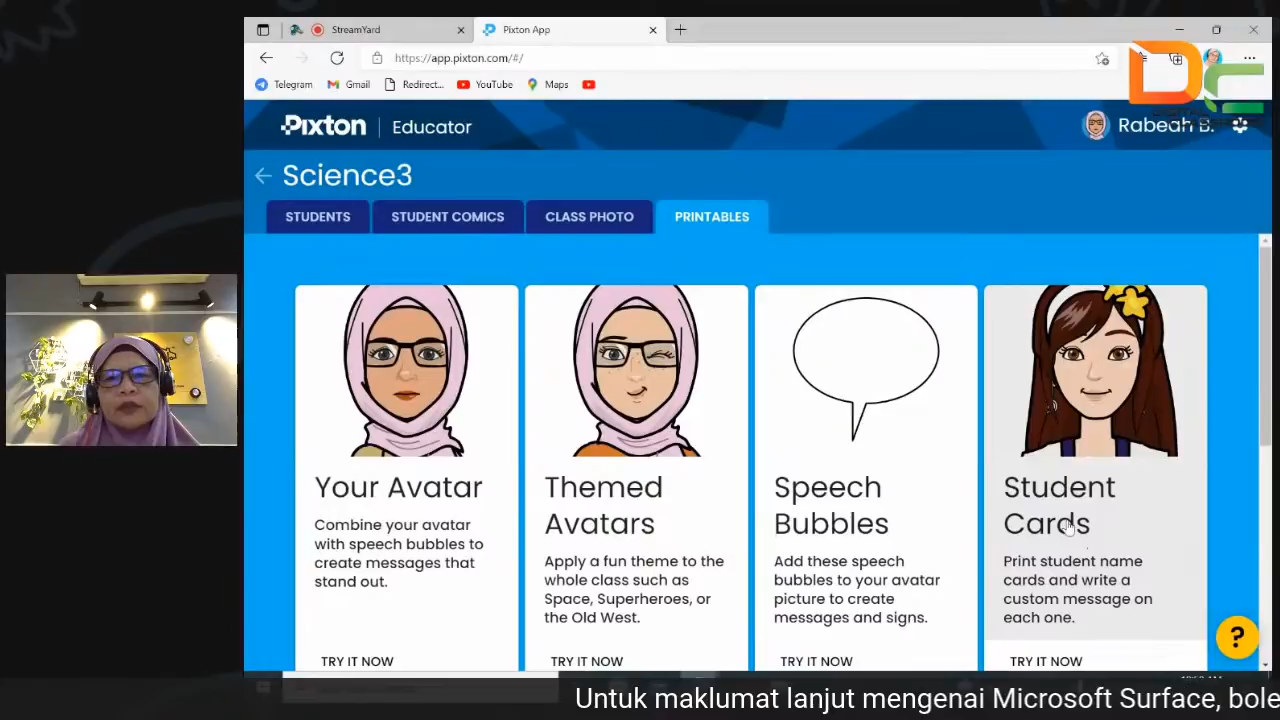 StreamYard
Pixton App
https://app.pixton.com/#/
Telegram
Gmail
Redirect...
YouTube
Maps
Pixton
Educator
Rabeah B.
Science3
STUDENTS
STUDENT COMICS
CLASS PHOTO
PRINTABLES
Your Avatar
Combine your avatar
with speech bubbles to
create messages that
stand out.
TRY IT NOW
Themed
Avatars
Apply a fun theme to the
whole class such as
Space, Superheroes, or
the Old West.
TRY IT NOW
Speech
Bubbles
Add these speech
bubbles to your avatar
picture to create
messages and signs.
TRY IT NOW
Student
Cards
Print student name
cards and write a
custom message on
each one.
TRY IT NOW
?
Untuk maklumat lanjut mengenai Microsoft Surface, bole